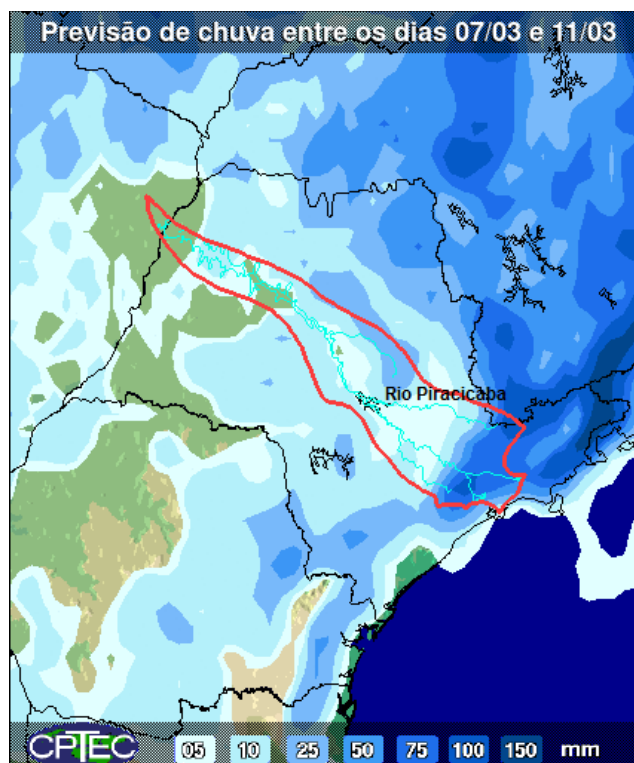 Previsão de chuva entre os dias 07/03 e 11/03
Rio Piracicaba
CPTEC
05 10 25 50 75 100 150 mm